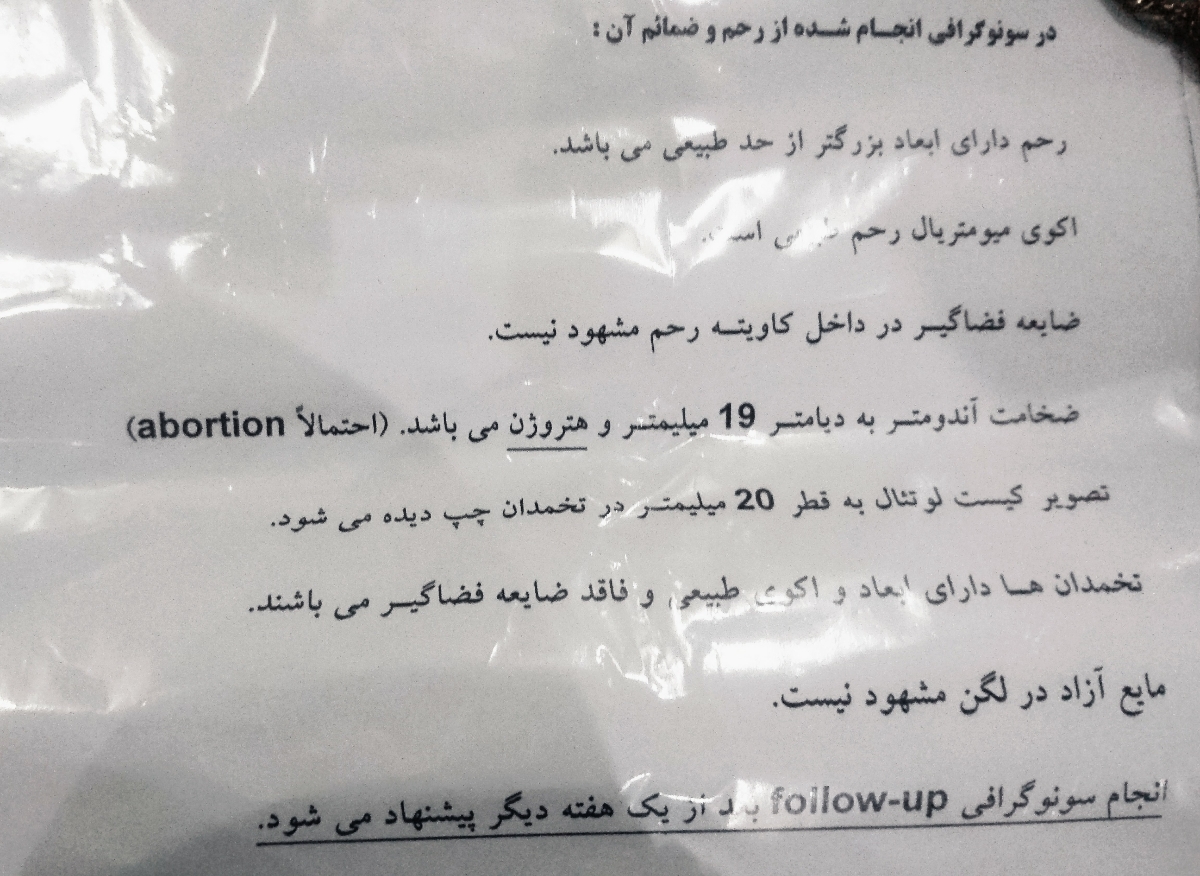 در سونوگرافی انجام شده از رحم و ضمائم آن :
رحم دارای ابعاد بزرگتر از حد طبیعی می باشد.
اکوی میومتریال رحم طبیعی است.
ضایعه فضاگیر در داخل کاویته رحم مشهود نیست.
ضخامت آندومتر به دیامتر 19 میلیمتر و هتروژن می باشد. (احتمالاً abortion)
تصویر کیست لوتئال به قطر 20 میلیمتر در تخمدان چپ دیده می شود.
تخمدان ها دارای ابعاد و اکوی طبیعی و فاقد ضایعه فضاگیر می باشند.
مایع آزاد در لگن مشهود نیست.
انجام سونوگرافی follow-up بعد از یک هفته دیگر پیشنهاد می شود.